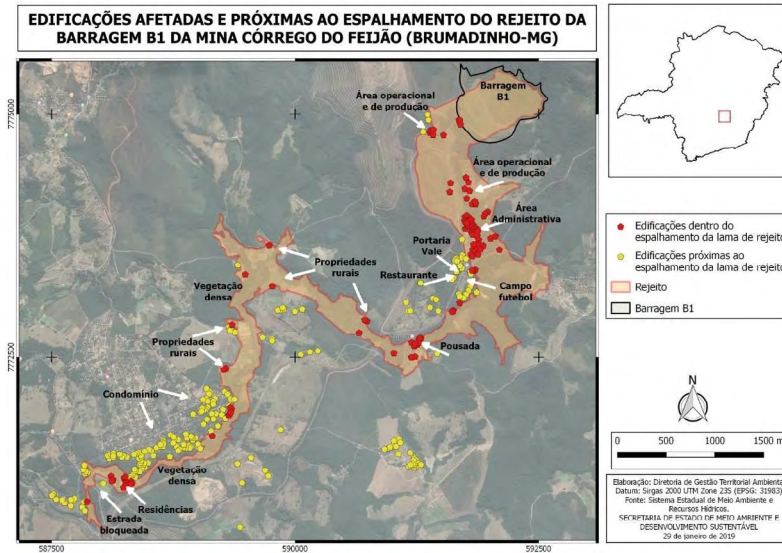 EDIFICAÇÕES AFETADAS E PRÓXIMAS AO ESPALHAMENTO DO REJEITO DA
BARRAGEM B1 DA MINA CÓRREGO DO FEIJÃO (BRUMADINHO-MG)
7775000
7772500
587500
590000
592500
Barragem
B1
Área operacional
e de produção
Área operacional
e de produção
Área
Administrativa
Portaria
Vale
Restaurante
Campo
futebol
Propriedades
rurais
Vegetação
densa
Propriedades
rurais
Pousada
Condomínio
Vegetação
densa
Residências
Estrada
bloqueada
Edificações dentro do
espalhamento da lama de rejeito
Edificações próximas ao
espalhamento da lama de rejeito
Rejeito
Barragem B1
N
0 500 1000 1500 m
Elaboração: Diretoria de Gestão Territorial Ambiental
Datum: Sirgas 2000 UTM Zone 23S (EPSG: 31983)
Fonte: Sistema Estadual de Meio Ambiente e
Recursos Hídricos.
SECRETARIA DE ESTADO DE MEIO AMBIENTE E
DESENVOLVIMENTO SUSTENTÁVEL
29 de janeiro de 2019